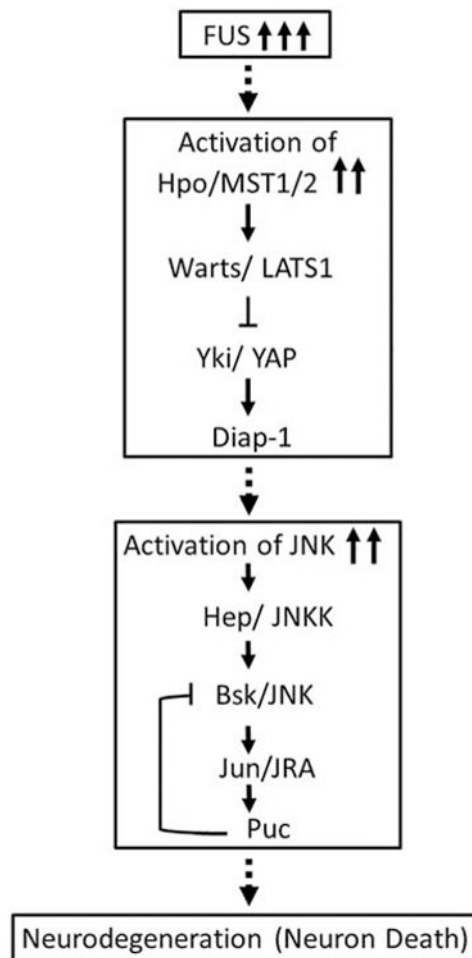 FUS
Activation of
Hpo/MST1/2
Warts/ LATS1
Yki/ YAP
Diap-1
Activation of JNK
Hep/ JNKK
Bsk/JNK
Jun/JRA
Puc
Neurodegeneration (Neuron Death)